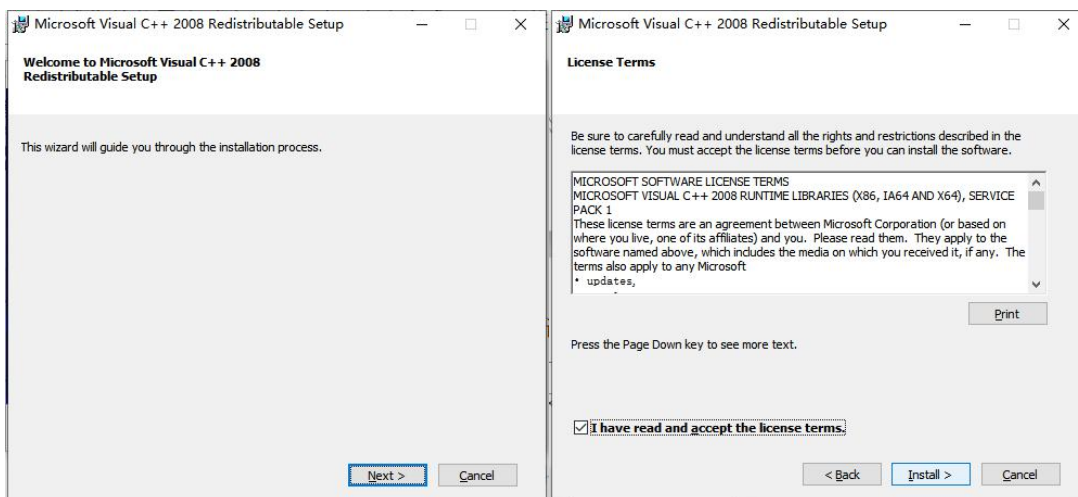 Microsoft Visual C++ 2008 Redistributable Setup
Welcome to Microsoft Visual C++ 2008
Redistributable Setup
This wizard will guide you through the installation process.
Next >
Cancel
Microsoft Visual C++ 2008 Redistributable Setup
License Terms
Be sure to carefully read and understand all the rights and restrictions described in the
license terms. You must accept the license terms before you can install the software.
MICROSOFT SOFTWARE LICENSE TERMS
MICROSOFT VISUAL C++ 2008 RUNTIME LIBRARIES (X86, IA64 AND X64), SERVICE
PACK 1
These license terms are an agreement between Microsoft Corporation (or based on
where you live, one of its affiliates) and you. Please read them. They apply to the
software named above, which includes the media on which you received it, if any. The
terms also apply to any Microsoft
• updates,
Print
Press the Page Down key to see more text.
I have read and accept the license terms.
< Back
Install >
Cancel